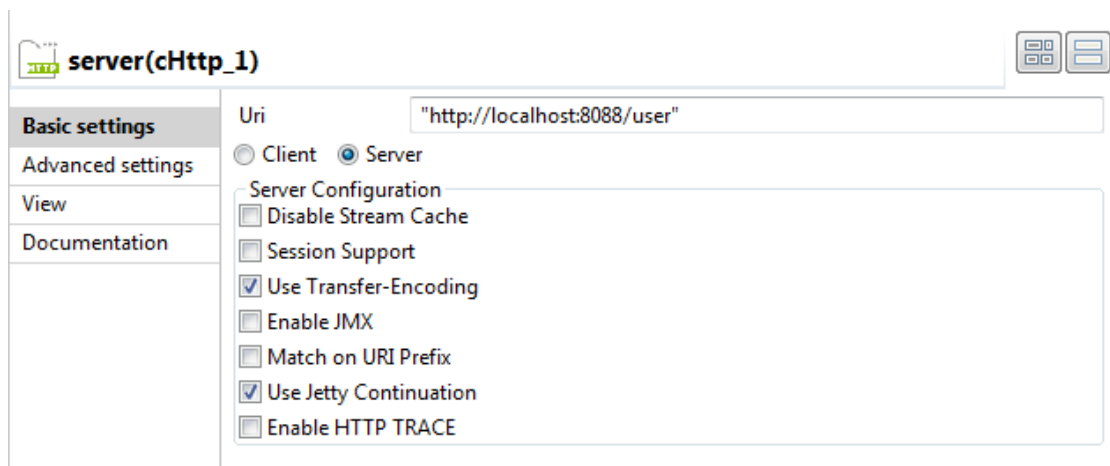 HTTP
server(cHttp_1)
Basic settings
Advanced settings
View
Documentation
Uri "http://localhost:8088/user"
Client Server
Server Configuration
Disable Stream Cache
Session Support
Use Transfer-Encoding
Enable JMX
Match on URI Prefix
Use Jetty Continuation
Enable HTTP TRACE